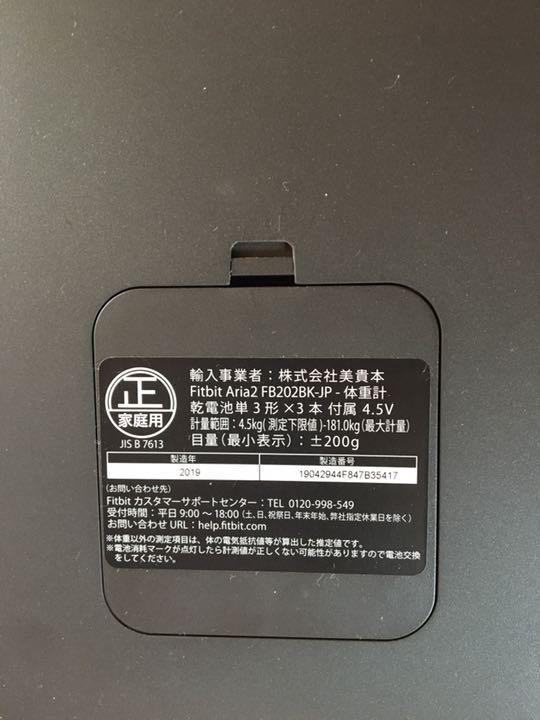 正
家庭用
JIS B 7613
輸入事業者：株式会社美貴本
Fitbit Aria2 FB202BK-JP - 体重計
乾電池単３形×３本 付属 4.5V
計量範囲：4.5kg(測定下限値)-181.0kg(最大計量)
目量（最小表示）：±200g
製造年 製造番号
2019 19042944F847B35417
(お問い合わせ先)
Fitbit カスタマーサポートセンター：TEL 0120-998-549
受付時間：平日 9:00 ～ 18:00 (土、日、祝祭日、年末年始、弊社指定休業日を除く)
お問い合わせ URL：help.fitbit.com
※体重以外の測定項目は、体の電気抵抗値等が算出した推定値です。
※電池消耗マークが点灯したら計測値が正しくない可能性がありますので電池交換
をしてください。